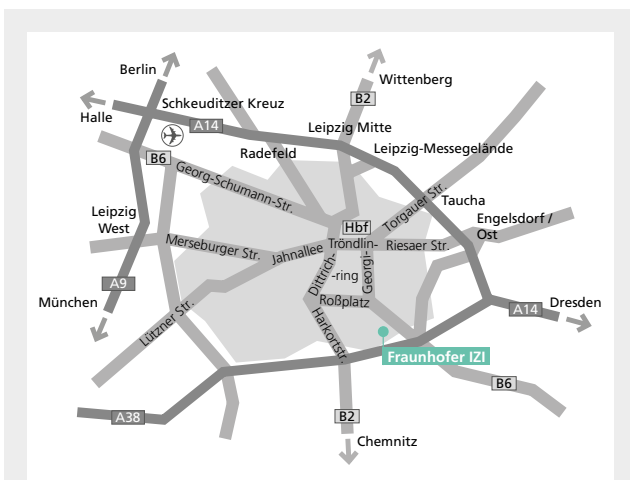 Berlin
Wittenberg
Halle
Schkeuditzer Kreuz
B2
A14
Leipzig Mitte
Radefeld
Leipzig-Messegelände
B6
Georg-Schumann-Str.
Torgauer Str.
Taucha
Leipzig
West
Hbf
Engelsdorf /
Ost
Merseburger Str.
Jahnallee
Tröndlin-
Riesaer Str.
Dittrich-
-ring
Georgi-
A9
München
Roßplatz
A14
Dresden
Lützner Str.
Harkortstr.
Fraunhofer IZI
B6
A38
B2
Chemnitz